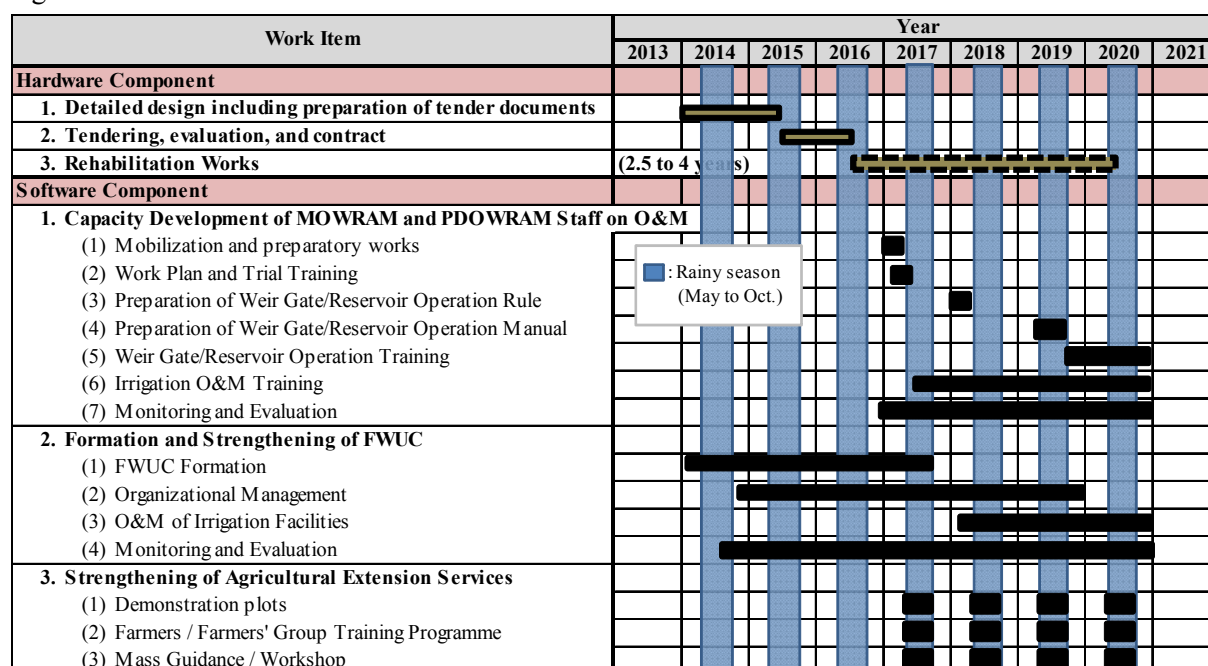 Work Item
Year
2013 2014 2015 2016 2017 2018 2019 2020 2021
Hardware Component
1. Detailed design including preparation of tender documents
2. Tendering, evaluation, and contract
3. Rehabilitation Works (2.5 to 4 years)
Software Component
1. Capacity Development of MOWRAM and PDOWRAM Staff on O&M
(1) Mobilization and preparatory works
(2) Work Plan and Trial Training
: Rainy season
(May to Oct.)
(3) Preparation of Weir Gate/Reservoir Operation Rule
(4) Preparation of Weir Gate/Reservoir Operation Manual
(5) Weir Gate/Reservoir Operation Training
(6) Irrigation O&M Training
(7) Monitoring and Evaluation
2. Formation and Strengthening of FWUC
(1) FWUC Formation
(2) Organizational Management
(3) O&M of Irrigation Facilities
(4) Monitoring and Evaluation
3. Strengthening of Agricultural Extension Services
(1) Demonstration plots
(2) Farmers / Farmers' Group Training Programme
(3) Mass Guidance / Workshop